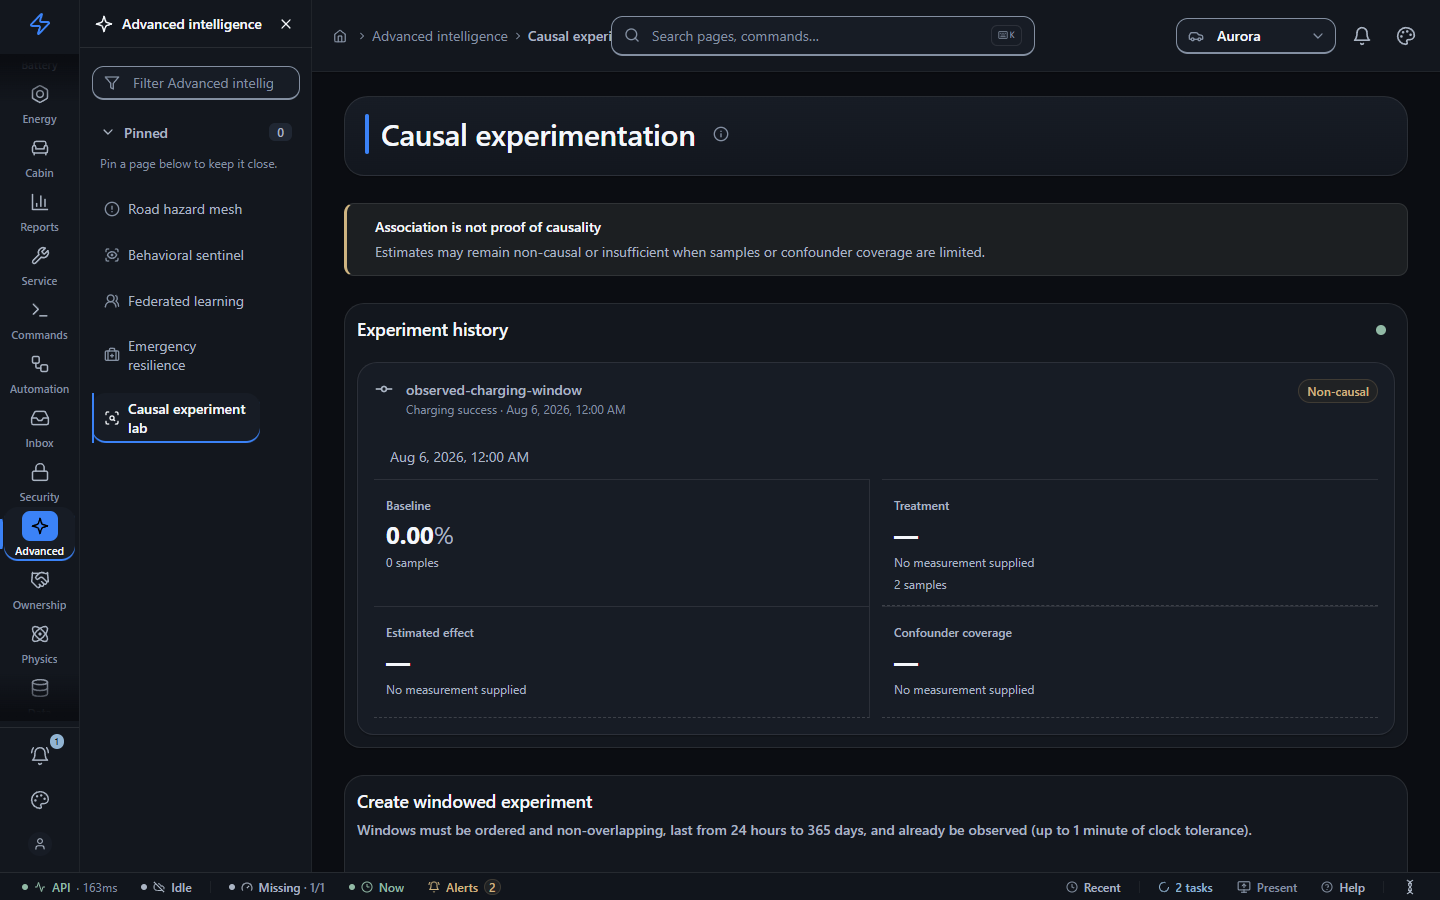 Advanced intelligence
Advanced intelligence
Causal experi
Search pages, commands...
K
Aurora
Filter Advanced intellig
Pinned
0
Pin a page below to keep it close.
Road hazard mesh
Behavioral sentinel
Federated learning
Emergency
resilience
Causal experiment
lab
Energy
Cabin
Reports
Service
Commands
Automation
Inbox
Security
Advanced
Ownership
Physics
1
Causal experimentation
Association is not proof of causality
Estimates may remain non-causal or insufficient when samples or confounder coverage are limited.
Experiment history
observed-charging-window
Charging success · Aug 6, 2026, 12:00 AM
Non-causal
Aug 6, 2026, 12:00 AM
Baseline
0.00%
0 samples
Treatment
—
No measurement supplied
2 samples
Estimated effect
—
No measurement supplied
Confounder coverage
—
No measurement supplied
Create windowed experiment
Windows must be ordered and non-overlapping, last from 24 hours to 365 days, and already be observed (up to 1 minute of clock tolerance).
API · 163ms
Idle
Missing · 1/1
Now
Alerts 2
Recent
2 tasks
Present
Help